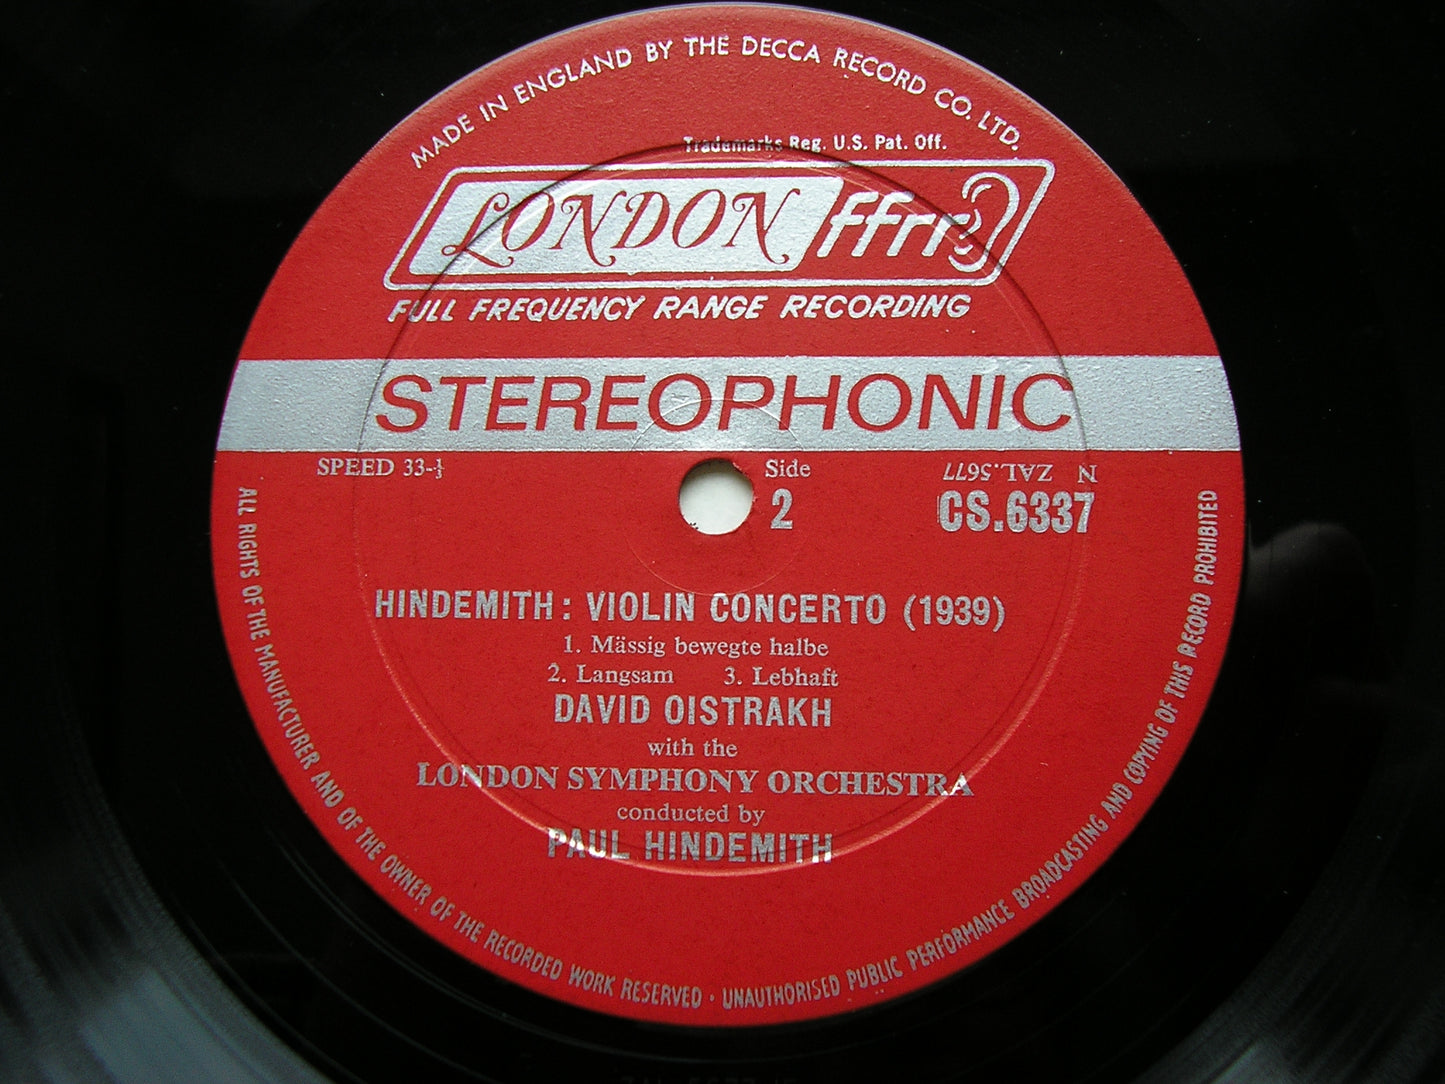 MADE IN ENGLAND BY THE DECCA RECORD CO. LTD.
Trademarks Reg. U.S. Pat. Off.
LONDON ffrr
FULL FREQUENCY RANGE RECORDING
STEREOPHONIC
SPEED 33-⅓
Side
2
N ZAL.5677
CS.6337
HINDEMITH: VIOLIN CONCERTO (1939)
1. Mässig bewegte halbe
2. Langsam 3. Lebhaft
DAVID OISTRAKH
with the
LONDON SYMPHONY ORCHESTRA
conducted by
PAUL HINDEMITH
ALL RIGHTS OF THE MANUFACTURER AND OF THE OWNER OF THE RECORDED WORK RESERVED · UNAUTHORISED PUBLIC PERFORMANCE BROADCASTING AND COPYING OF THIS RECORD PROHIBITED